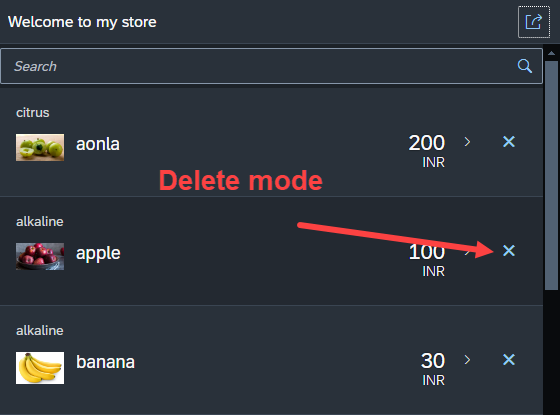 Welcome to my store
Search
citrus
aonla
200
INR
Delete mode
alkaline
apple
100
INR
alkaline
banana
30
INR